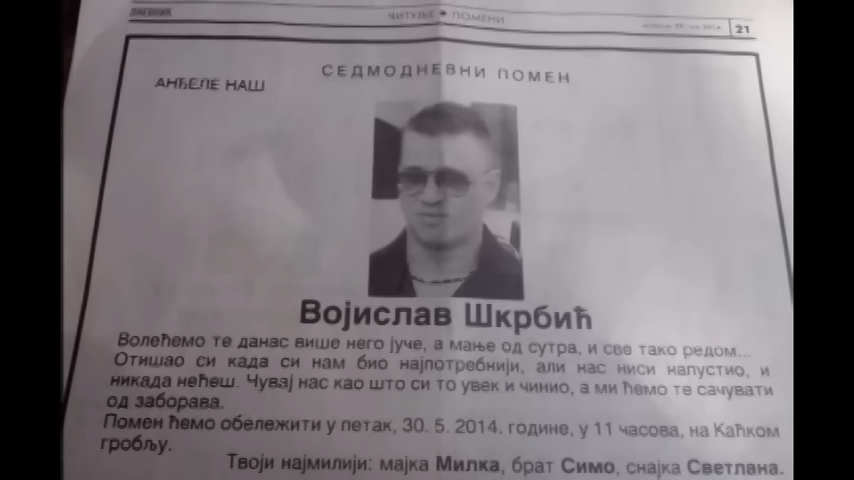 ДНЕВНИК
ЧИТУЉЕ • ПОМЕНИ
21
СЕДМОДНЕВНИ ПОМЕН
АНЂЕЛЕ НАШ
Војислав Шкрбић
Волећемо те данас више него јуче, а мање од сутра, и све тако редом...
Отишао си када си нам био најпотребнији, али нас ниси напустио, и
никада нећеш. Чувај нас као што си то увек и чинио, а ми ћемо те сачувати
од заборава.
Помен ћемо обележити у петак, 30. 5. 2014. године, у 11 часова, на Каћком
гробљу.
Твоји најмилији: мајка Милка, брат Симо, снајка Светлана.